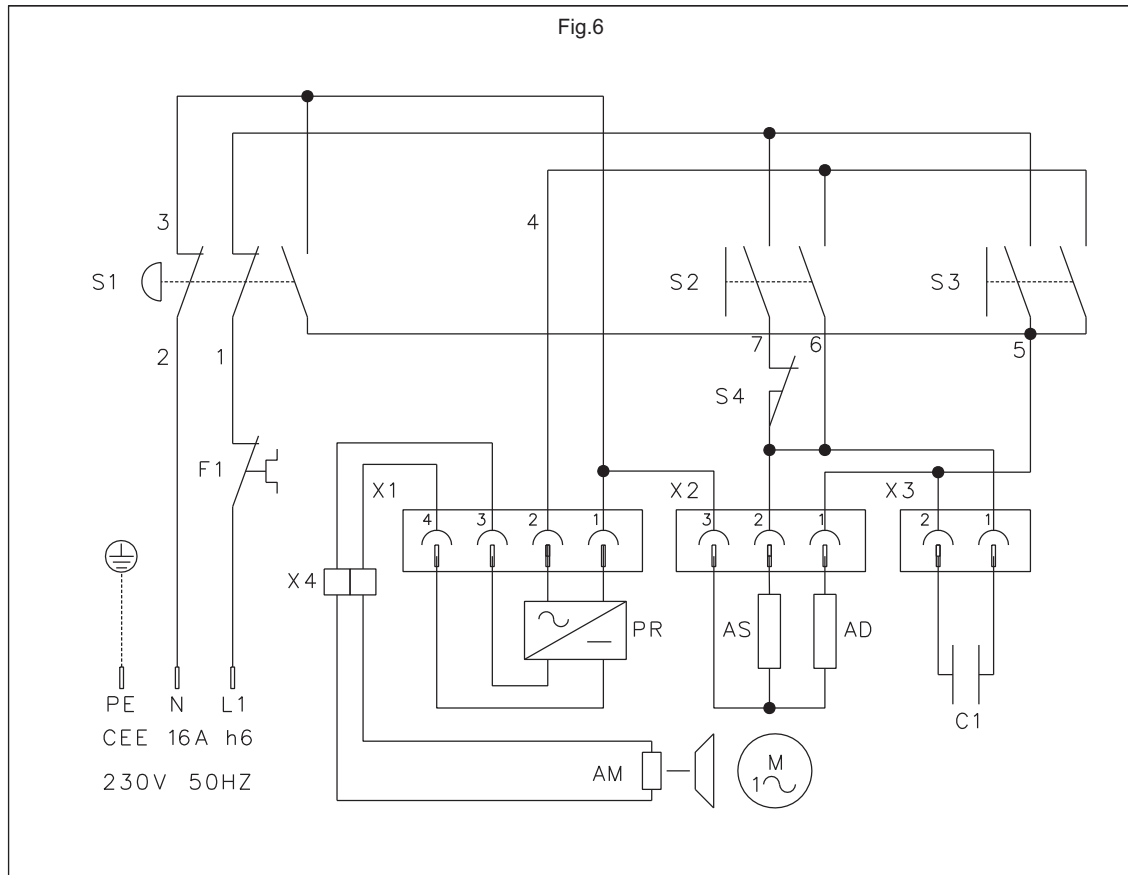 Fig.6
3
4
S1
S2
S3
2
1
7
6
5
S4
F1
X1
4
3
2
1
X2
3
2
1
X3
2
1
X4
PR
AS
AD
C1
PE N L1
CEE 16A h6
230V 50HZ
AM
M
1